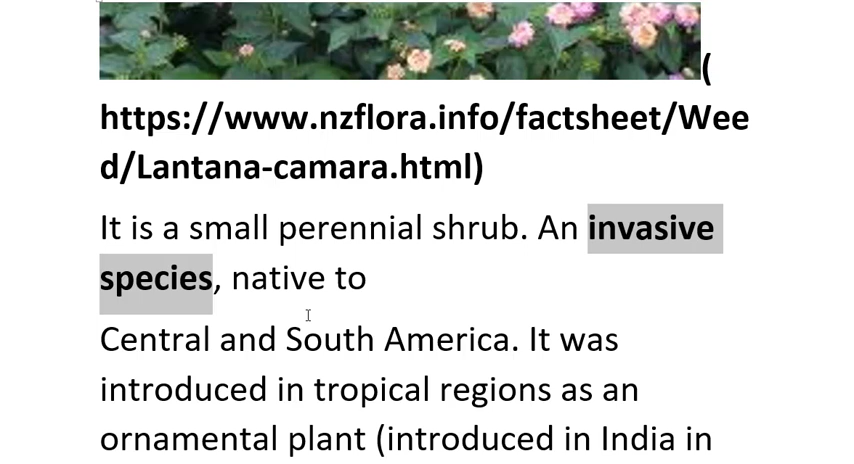 (
https://www.nzflora.info/factsheet/Wee
d/Lantana-camara.html)
It is a small perennial shrub. An invasive
species, native to
Central and South America. It was
introduced in tropical regions as an
ornamental plant (introduced in India in